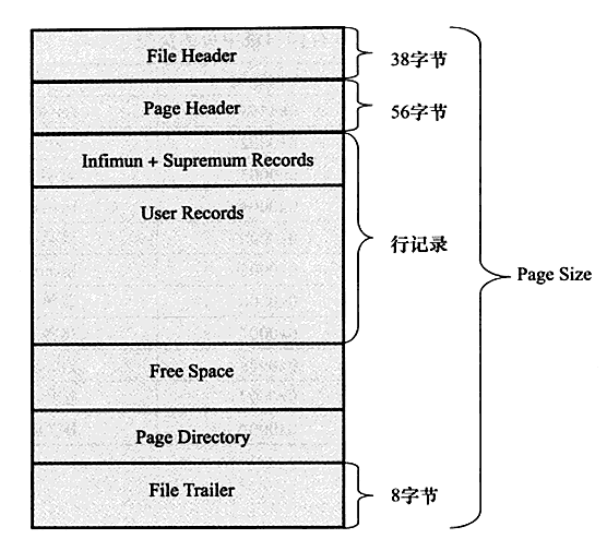 File Header
38字节
Page Header
56字节
Infimun + Supremum Records
User Records
行记录
Page Size
Free Space
Page Directory
File Trailer
8字节